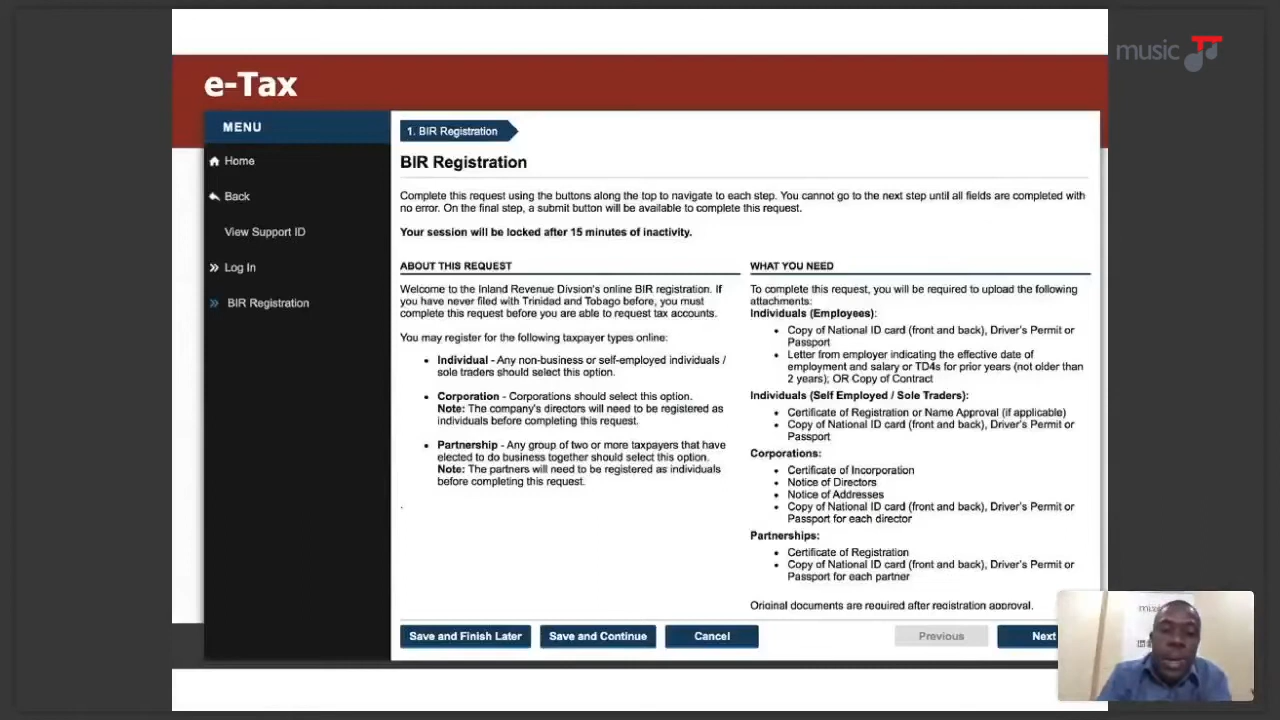 music TT
e-Tax
MENU
Home
Back
View Support ID
Log In
BIR Registration
1. BIR Registration
BIR Registration
Complete this request using the buttons along the top to navigate to each step. You cannot go to the next step until all fields are completed with
no error. On the final step, a submit button will be available to complete this request.
Your session will be locked after 15 minutes of inactivity.
ABOUT THIS REQUEST
Welcome to the Inland Revenue Divsion's online BIR registration. If
you have never filed with Trinidad and Tobago before, you must
complete this request before you are able to request tax accounts.
You may register for the following taxpayer types online:
Individual - Any non-business or self-employed individuals /
sole traders should select this option.
Corporation - Corporations should select this option.
Note: The company's directors will need to be registered as
individuals before completing this request.
Partnership - Any group of two or more taxpayers that have
elected to do business together should select this option.
Note: The partners will need to be registered as individuals
before completing this request.
.
WHAT YOU NEED
To complete this request, you will be required to upload the following
attachments:
Individuals (Employees):
Copy of National ID card (front and back), Driver's Permit or
Passport
Letter from employer indicating the effective date of
employment and salary or TD4s for prior years (not older than
2 years); OR Copy of Contract
Individuals (Self Employed / Sole Traders):
Certificate of Registration or Name Approval (if applicable)
Copy of National ID card (front and back), Driver's Permit or
Passport
Corporations:
Certificate of Incorporation
Notice of Directors
Notice of Addresses
Copy of National ID card (front and back), Driver's Permit or
Passport for each director
Partnerships:
Certificate of Registration
Copy of National ID card (front and back), Driver's Permit or
Passport for each partner
Original documents are required after registration approval.
Save and Finish Later
Save and Continue
Cancel
Previous
Next